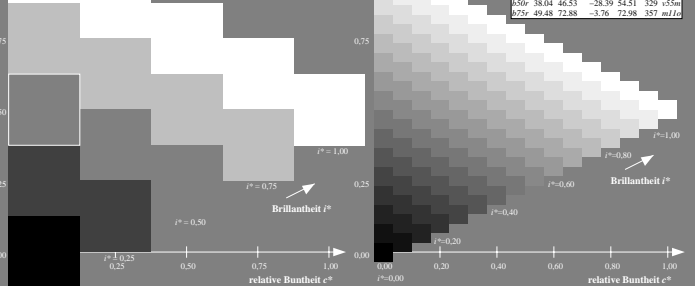 b50r 38.04 46.53 −28.39 54.51 329 v55m
b75r 49.48 72.88 −3.76 72.98 357 m11o
0,75
0,25
i* = 1,00
i* = 0,75
Brillantheit i*
i* = 0,50
i* = 0,25
0,25
0,50
0,75
1,00
relative Buntheit c*
0,75
0,25
0,00
i*=1,00
i*=0,80
Brillantheit i*
i*=0,60
i*=0,40
i*=0,20
0,00
0,20
0,40
0,60
0,80
1,00
i*=0,00
relative Buntheit c*